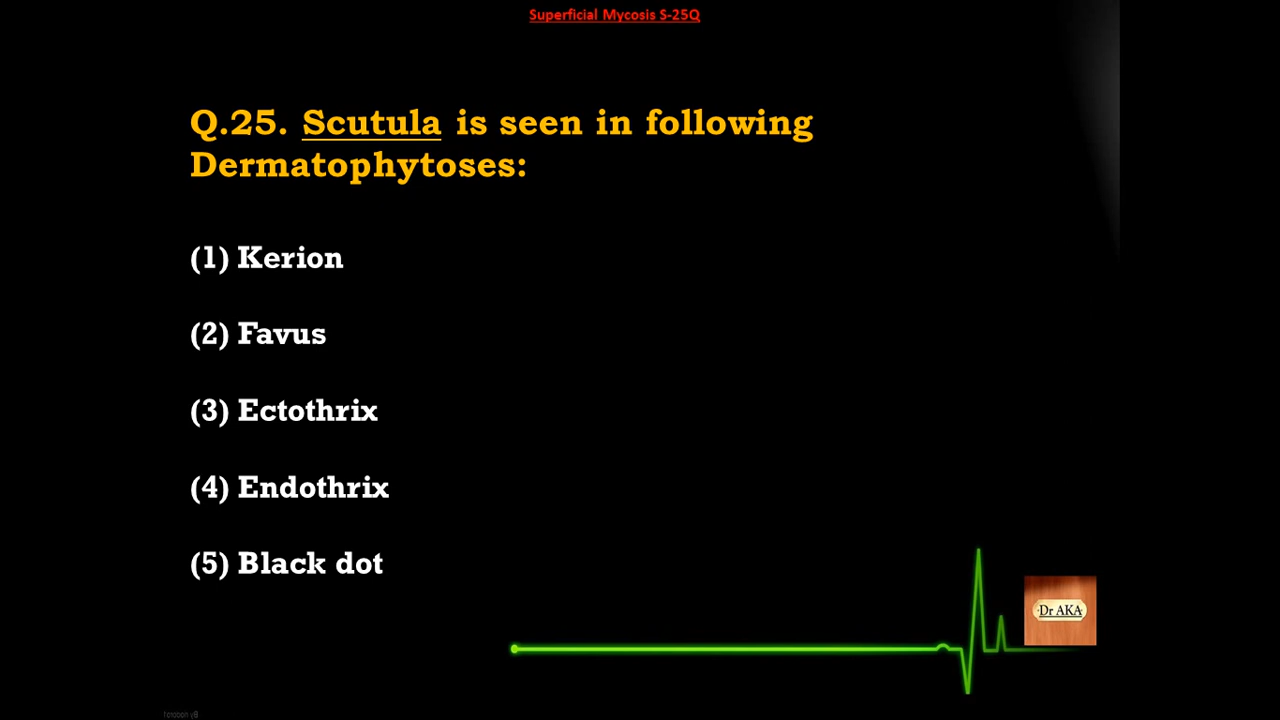 Superficial Mycosis S-25Q
Q.25. Scutula is seen in following
Dermatophytoses:
(1) Kerion
(2) Favus
(3) Ectothrix
(4) Endothrix
(5) Black dot
Dr AKA